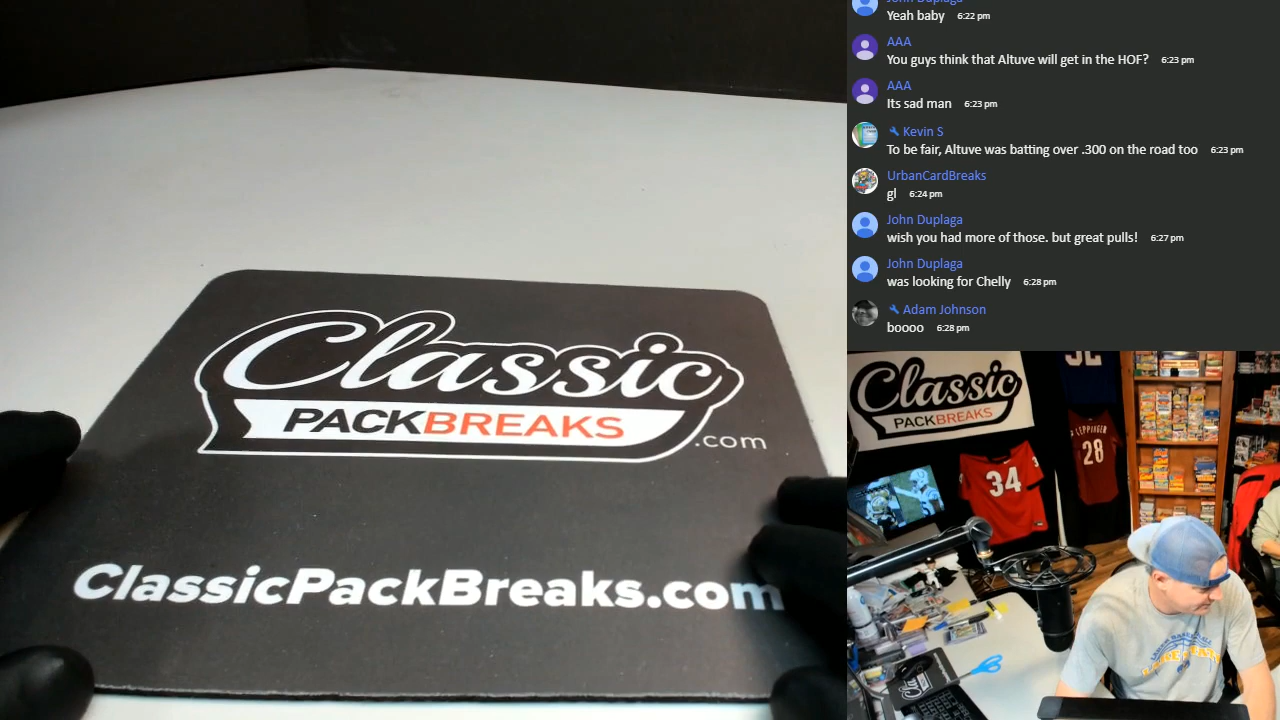 Classic
PACKBREAKS
.com
ClassicPackBreaks.com
Yeah baby 6:22 pm
AAA
You guys think that Altuve will get in the HOF? 6:23 pm
AAA
Its sad man 6:23 pm
Kevin S
To be fair, Altuve was batting over .300 on the road too 6:23 pm
UrbanCardBreaks
gl 6:24 pm
John Duplaga
wish you had more of those. but great pulls! 6:27 pm
John Duplaga
was looking for Chelly 6:28 pm
Adam Johnson
boooo 6:28 pm
Classic
PACKBREAKS
.com
34
LEPPINGER
28